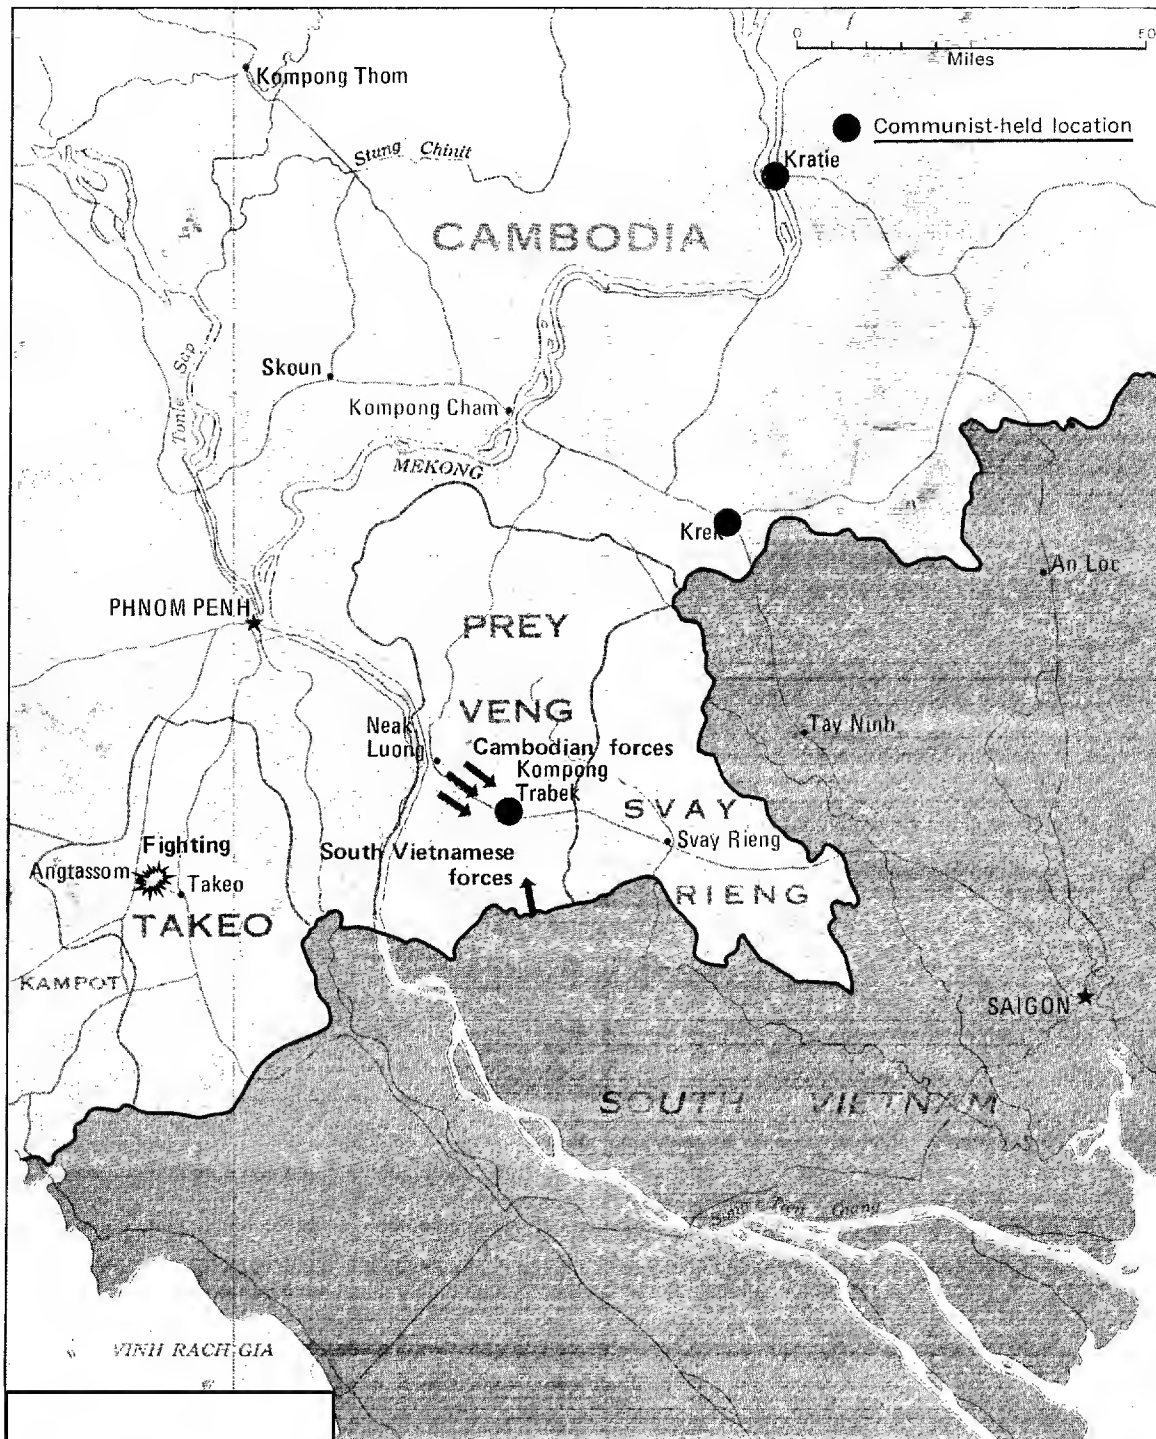 0 50
Miles
Kompong Thom
Communist-held location
Stung Chinit
Kratie
CAMBODIA
Tonle Sap
Skoun
Kompong Cham
MEKONG
Krek
An Loc
PHNOM PENH
PREY
VENG
Neak
Luong
Tay Ninh
Cambodian forces
Kompong
Trabek
SVAY
Fighting
South Vietnamese
forces
Svay Rieng
Angtassom
Takeo
RIENG
TAKEO
KAMPOT
SAIGON
SOUTH VIETNAM
Giang
VINH RACH GIA